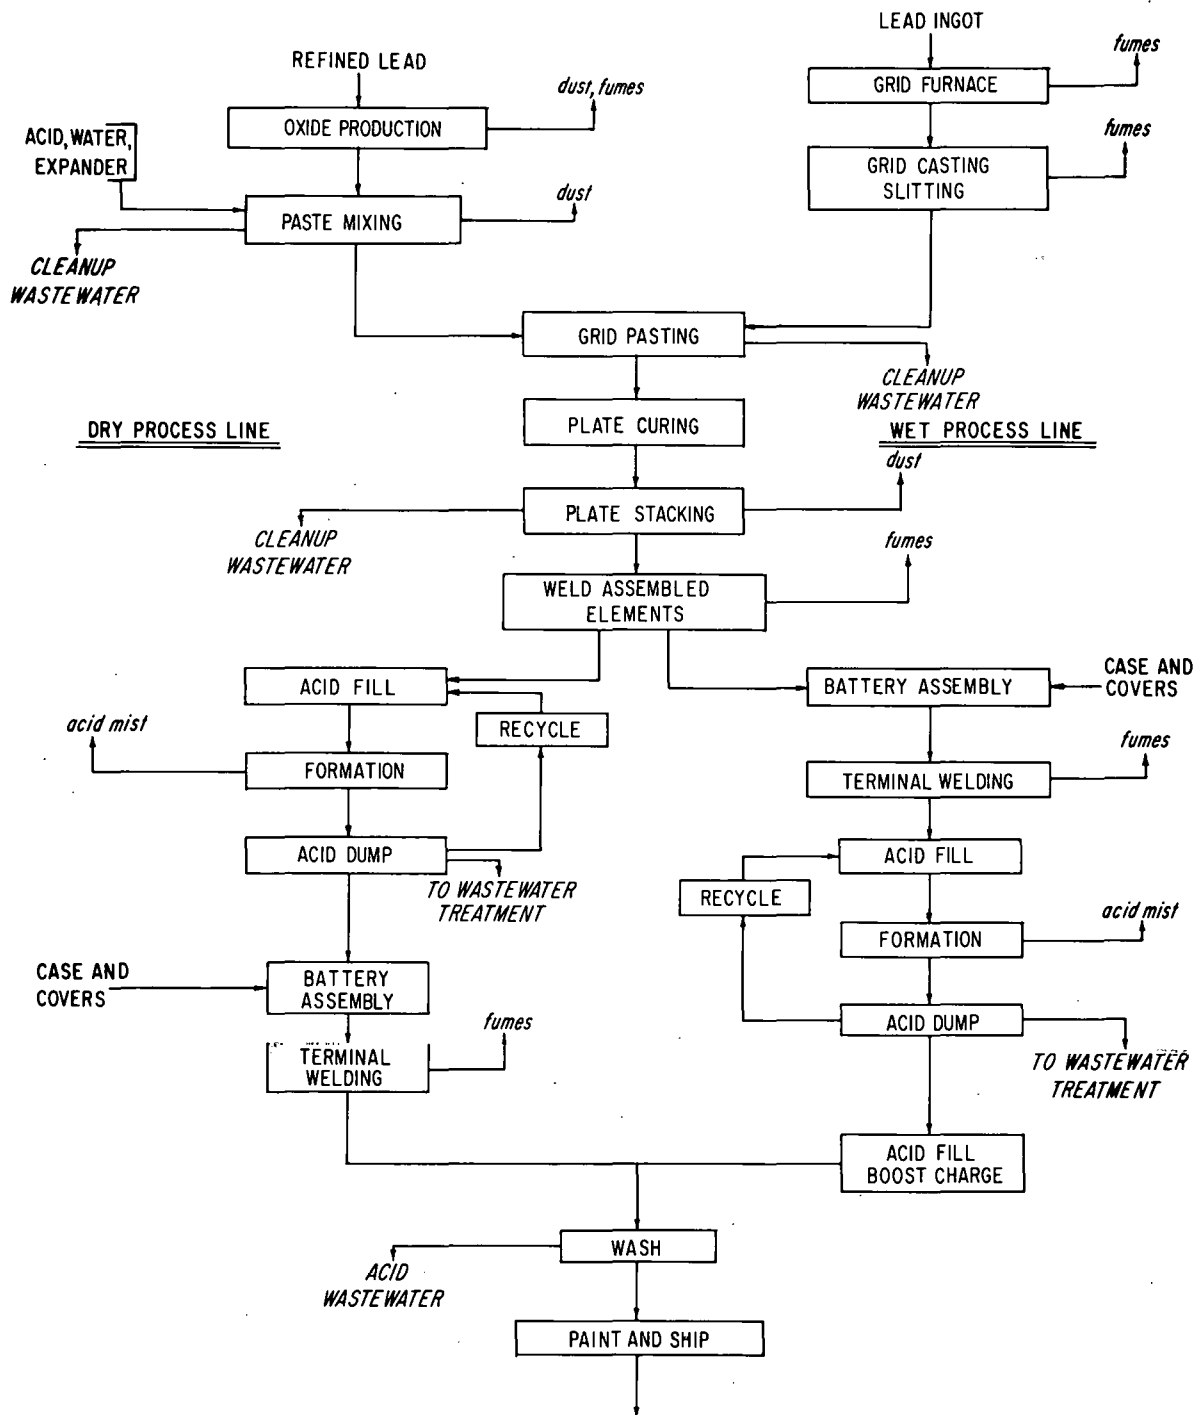 LEAD INGOT
fumes
GRID FURNACE
REFINED LEAD
dust, fumes
OXIDE PRODUCTION
fumes
ACID, WATER,
EXPANDER
GRID CASTING
SLITTING
dust
PASTE MIXING
CLEANUP
WASTEWATER
GRID PASTING
CLEANUP
WASTEWATER
PLATE CURING
DRY PROCESS LINE
WET PROCESS LINE
dust
PLATE STACKING
CLEANUP
WASTEWATER
fumes
WELD ASSEMBLED
ELEMENTS
ACID FILL
RECYCLE
acid mist
FORMATION
ACID DUMP
TO WASTEWATER
TREATMENT
CASE AND
COVERS
BATTERY
ASSEMBLY
fumes
TERMINAL
WELDING
BATTERY ASSEMBLY
CASE AND
COVERS
fumes
TERMINAL WELDING
ACID FILL
RECYCLE
acid mist
FORMATION
ACID DUMP
TO WASTEWATER
TREATMENT
ACID FILL
BOOST CHARGE
WASH
ACID
WASTEWATER
PAINT AND SHIP